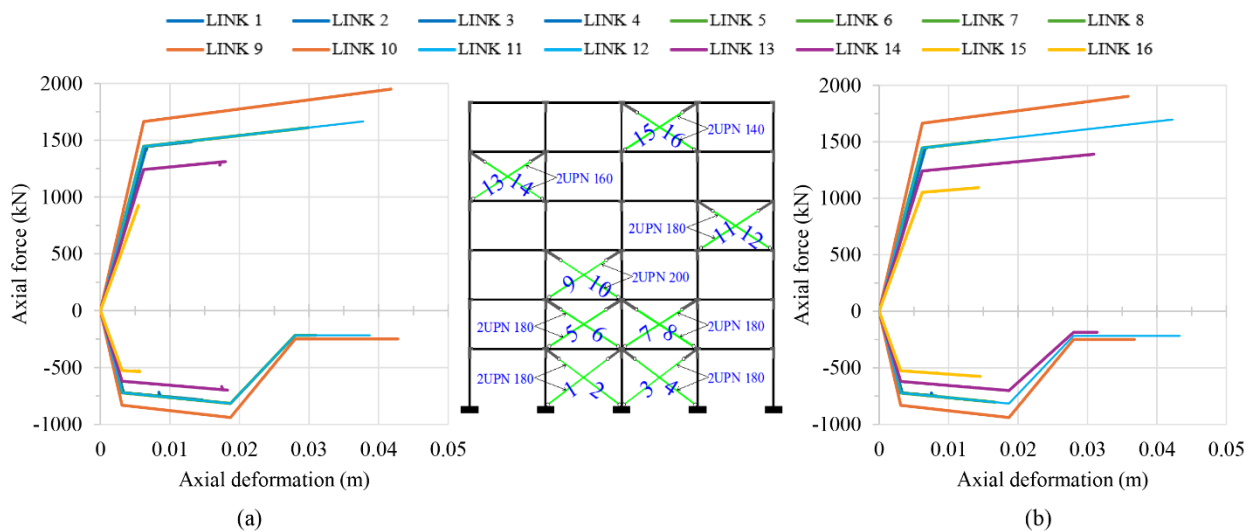 LINK 1 LINK 2 LINK 3 LINK 4 LINK 5 LINK 6 LINK 7 LINK 8
LINK 9 LINK 10 LINK 11 LINK 12 LINK 13 LINK 14 LINK 15 LINK 16
Axial force (kN)
2000
1500
1000
500
0
-500
-1000
0 0.01 0.02 0.03 0.04 0.05
Axial deformation (m)
(a)
15 16 2UPN 140
13 14 2UPN 160
2UPN 180 11 12
9 10 2UPN 200
2UPN 180 5 6 7 8 2UPN 180
2UPN 180 1 2 3 4 2UPN 180
Axial force (kN)
2000
1500
1000
500
0
-500
-1000
0 0.01 0.02 0.03 0.04 0.05
Axial deformation (m)
(b)